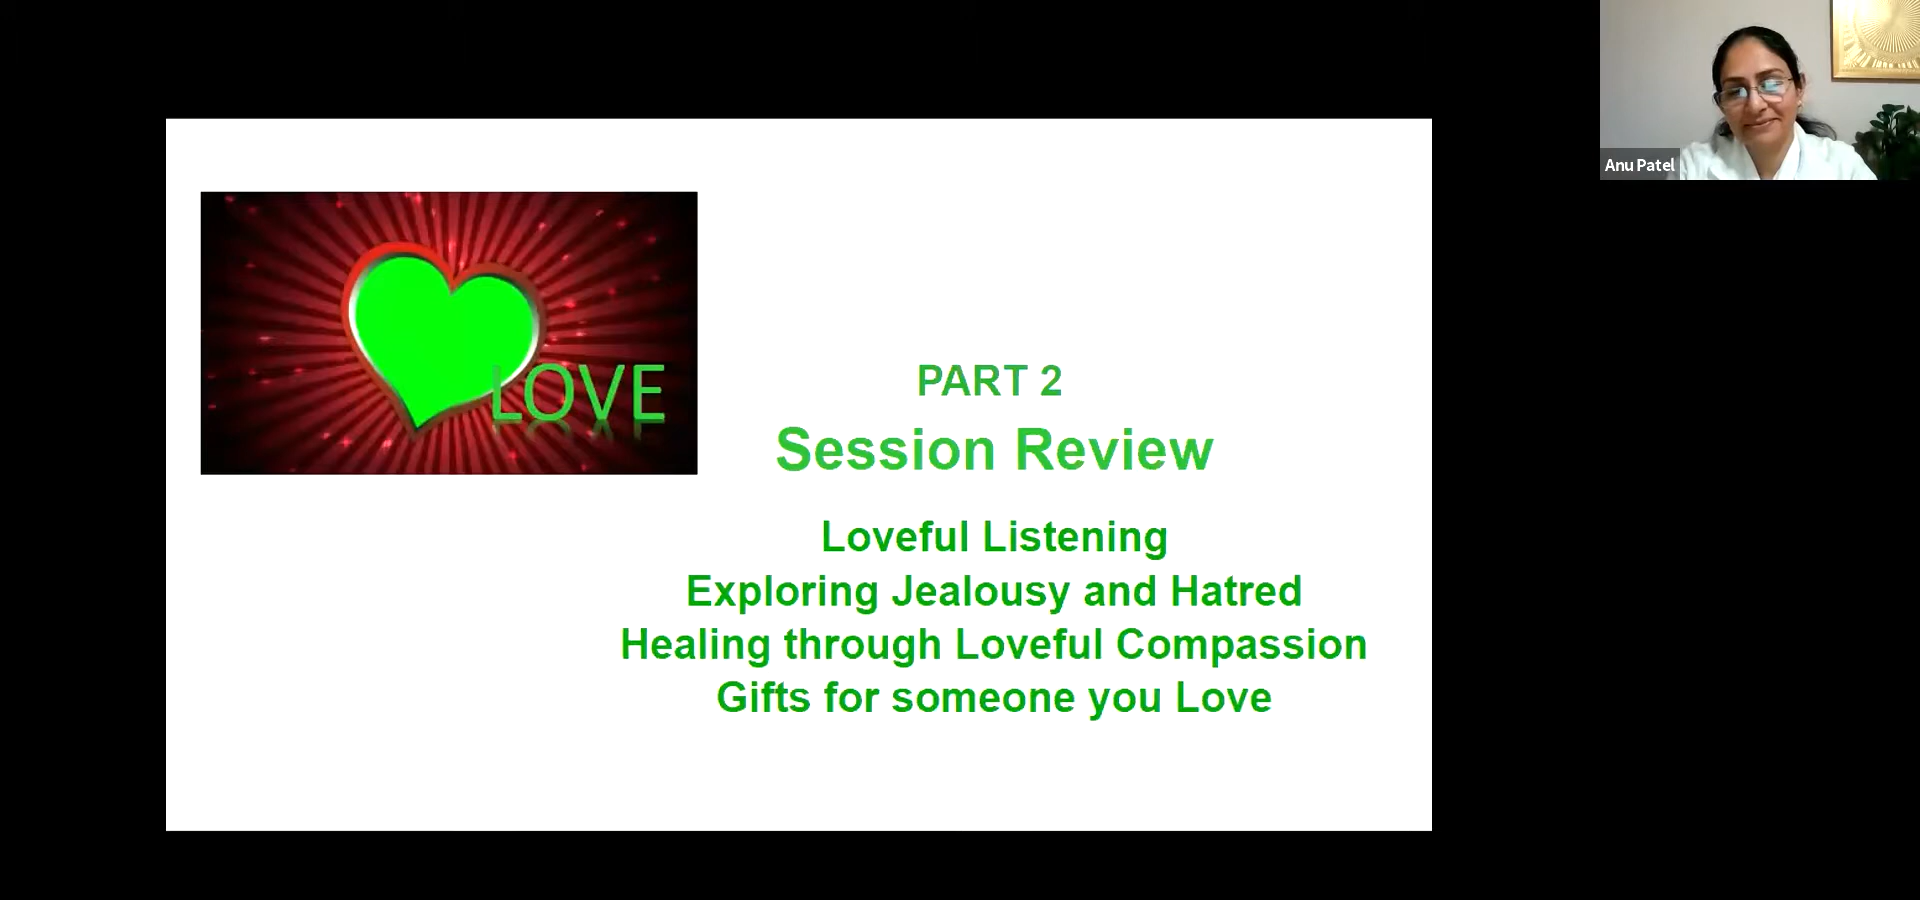 Anu Patel
LOVE
PART 2
Session Review
Loveful Listening
Exploring Jealousy and Hatred
Healing through Loveful Compassion
Gifts for someone you Love